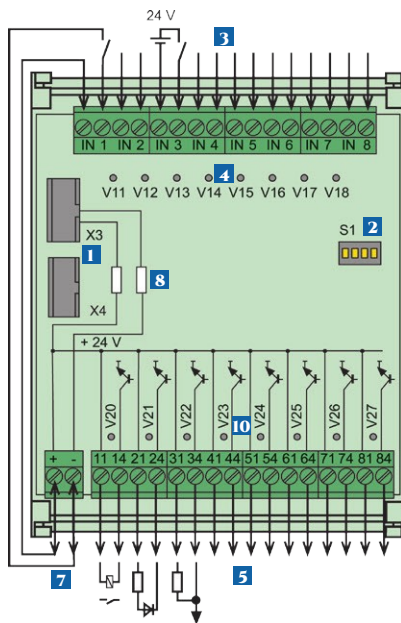 24 V
3
IN 1 IN 2 IN 3 IN 4 IN 5 IN 6 IN 7 IN 8
4
V11 V12 V13 V14 V15 V16 V17 V18
X3
S1 2
1
8
X4
+ 24 V
V20 V21 V22 V23 V24 V25 V26 V27
10
+ - 11 14 21 24 31 34 41 44 51 54 61 64 71 74 81 84
7 5